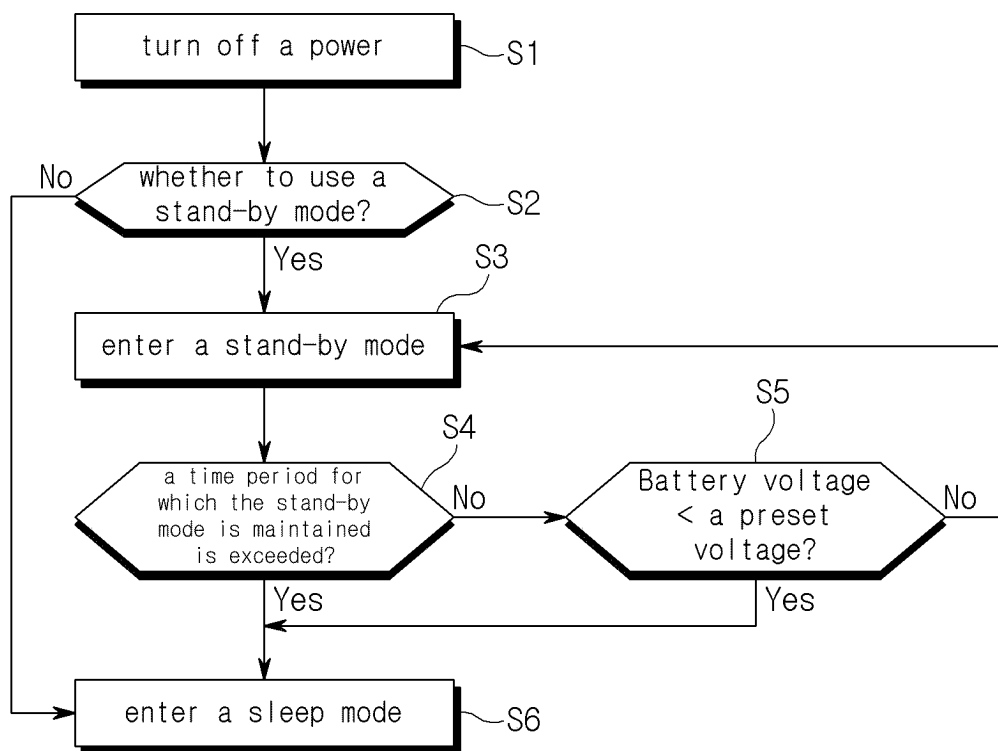 turn off a power
S1
No
whether to use a
stand-by mode?
S2
Yes
S3
enter a stand-by mode
S4
a time period for
which the stand-by
mode is maintained
is exceeded?
No
S5
Battery voltage
< a preset
voltage?
No
Yes
Yes
enter a sleep mode
S6